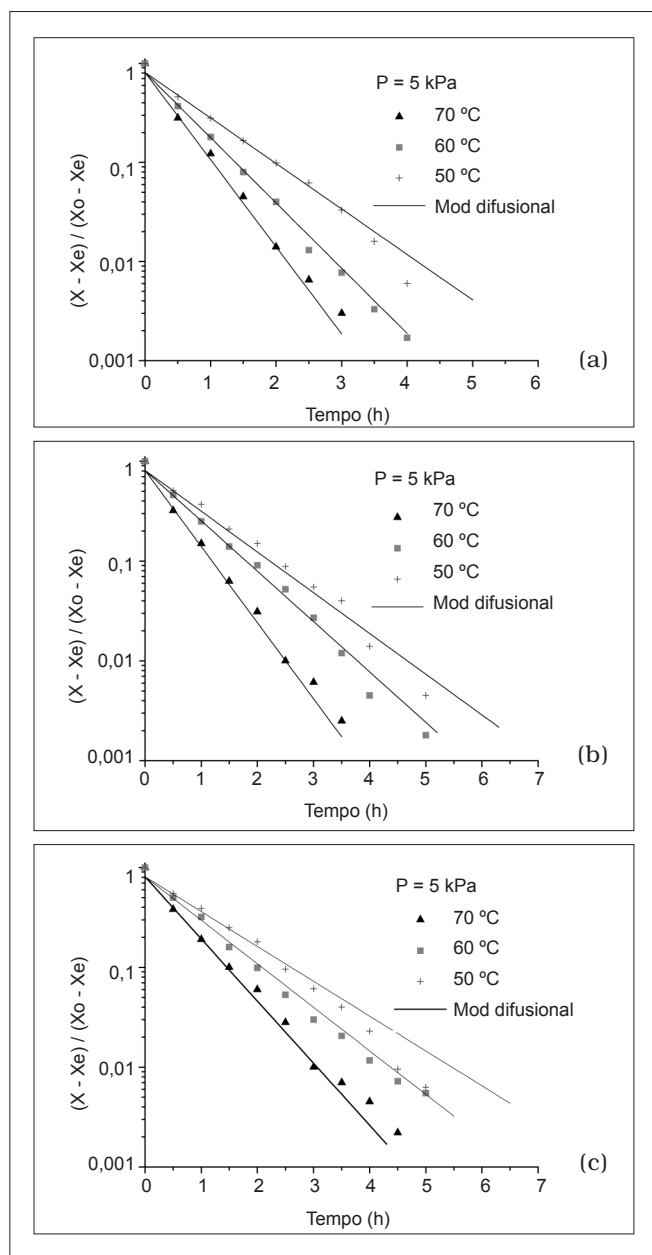 1
0,1
0,01
0,001
(X - Xe) / (Xo - Xe)
P = 5 kPa
70 ºC
60 ºC
50 ºC
Mod difusional
0 1 2 3 4 5 6
Tempo (h)
(a)
1
0,1
0,01
0,001
(X - Xe) / (Xo - Xe)
P = 5 kPa
70 ºC
60 ºC
50 ºC
Mod difusional
0 1 2 3 4 5 6 7
Tempo (h)
(b)
1
0,1
0,01
0,001
(X - Xe) / (Xo - Xe)
P = 5 kPa
70 ºC
60 ºC
50 ºC
Mod difusional
0 1 2 3 4 5 6 7
Tempo (h)
(c)